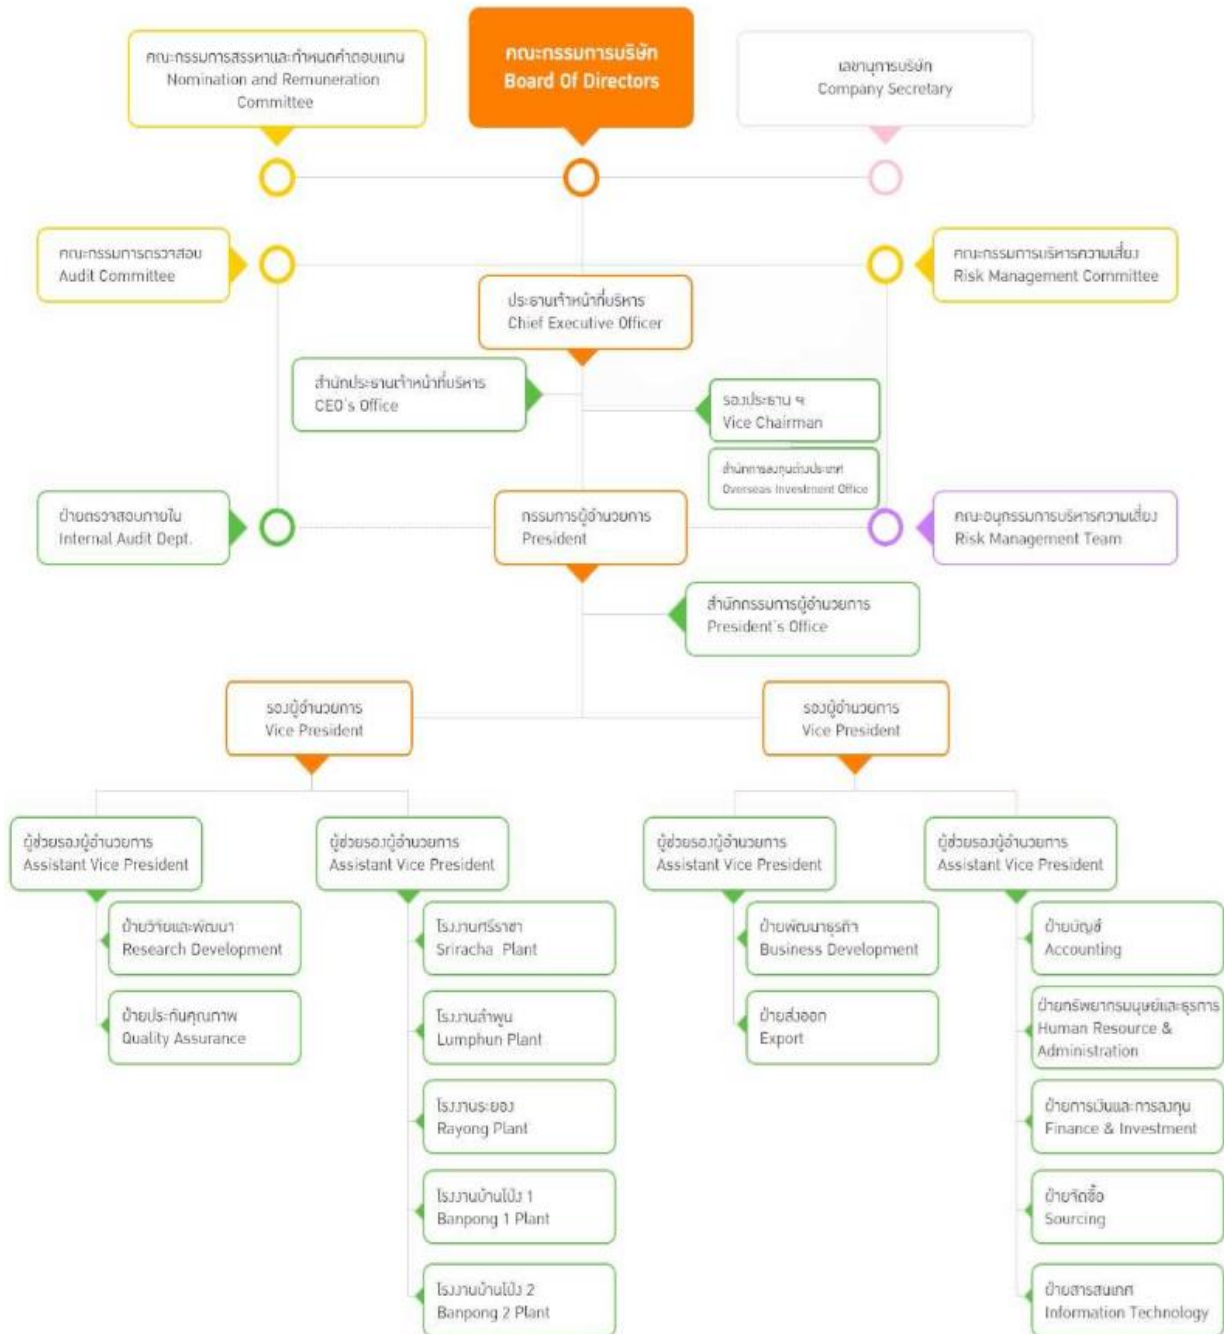 คณะกรรมการสรรหาและกำหนดค่าตอบแทน
Nomination and Remuneration
Committee
คณะกรรมการบริษัท
Board Of Directors
เลขานุการบริษัท
Company Secretary
คณะกรรมการตรวจสอบ
Audit Committee
คณะกรรมการบริหารความเสี่ยง
Risk Management Committee
ประธานเจ้าหน้าที่บริหาร
Chief Executive Officer
สำนักประธานเจ้าหน้าที่บริหาร
CEO's Office
รองประธาน ฯ
Vice Chairman
สำนักการลงทุนต่างประเทศ
Overseas Investment Office
ฝ่ายตรวจสอบภายใน
Internal Audit Dept.
กรรมการผู้อำนวยการ
President
คณะอนุกรรมการบริหารความเสี่ยง
Risk Management Team
สำนักกรรมการผู้อำนวยการ
President's Office
รองผู้อำนวยการ
Vice President
รองผู้อำนวยการ
Vice President
ผู้ช่วยรองผู้อำนวยการ
Assistant Vice President
ผู้ช่วยรองผู้อำนวยการ
Assistant Vice President
ผู้ช่วยรองผู้อำนวยการ
Assistant Vice President
ผู้ช่วยรองผู้อำนวยการ
Assistant Vice President
ฝ่ายวิจัยและพัฒนา
Research Development
โรงงานศรีราชา
Sriracha Plant
ฝ่ายพัฒนาธุรกิจ
Business Development
ฝ่ายบัญชี
Accounting
ฝ่ายประกันคุณภาพ
Quality Assurance
โรงงานลำพูน
Lumphun Plant
ฝ่ายส่งออก
Export
ฝ่ายทรัพยากรมนุษย์และธุรการ
Human Resource &
Administration
โรงงานระยอง
Rayong Plant
ฝ่ายการเงินและการลงทุน
Finance & Investment
โรงงานบ้านโป่ง 1
Banpong 1 Plant
ฝ่ายจัดซื้อ
Sourcing
โรงงานบ้านโป่ง 2
Banpong 2 Plant
ฝ่ายสารสนเทศ
Information Technology